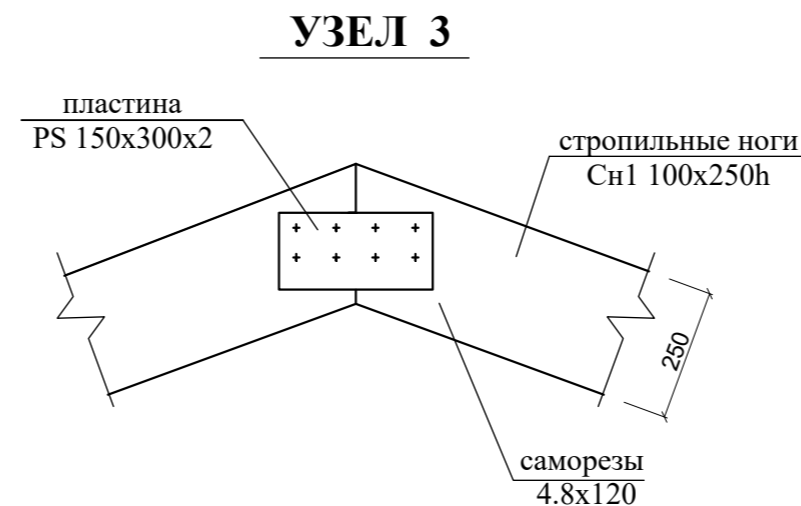 УЗЕЛ 3
пластина
PS 150x300x2
стропильные ноги
Сн1 100x250h
250
саморезы
4.8x120